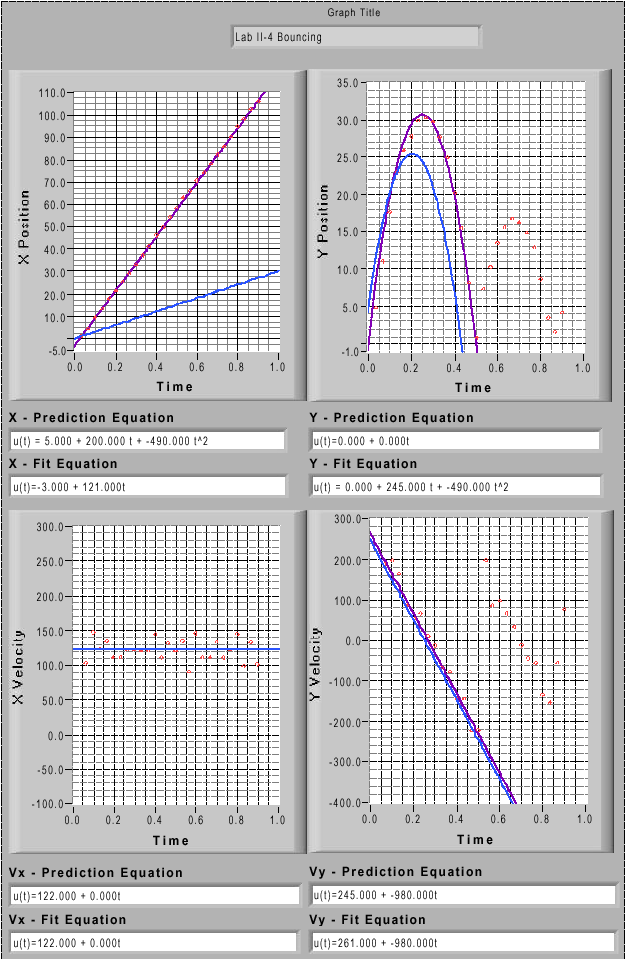 Graph Title
Lab II-4 Bouncing
110.0
100.0
90.0
80.0
70.0
60.0
50.0
40.0
30.0
20.0
10.0
-5.0
X Position
0.0 0.2 0.4 0.6 0.8 1.0
Time
35.0
30.0
25.0
20.0
15.0
10.0
5.0
-1.0
Y Position
0.0 0.2 0.4 0.6 0.8 1.0
Time
X - Prediction Equation
u(t) = 5.000 + 200.000 t + -490.000 t^2
Y - Prediction Equation
u(t)=0.000 + 0.000t
X - Fit Equation
u(t)=-3.000 + 121.000t
Y - Fit Equation
u(t) = 0.000 + 245.000 t + -490.000 t^2
300.0
250.0
200.0
150.0
100.0
50.0
0.0
-50.0
-100.0
X Velocity
0.0 0.2 0.4 0.6 0.8 1.0
Time
300.0
200.0
100.0
0.0
-100.0
-200.0
-300.0
-400.0
Y Velocity
0.0 0.2 0.4 0.6 0.8 1.0
Time
Vx - Prediction Equation
u(t)=122.000 + 0.000t
Vy - Prediction Equation
u(t)=245.000 + -980.000t
Vx - Fit Equation
u(t)=122.000 + 0.000t
Vy - Fit Equation
u(t)=261.000 + -980.000t